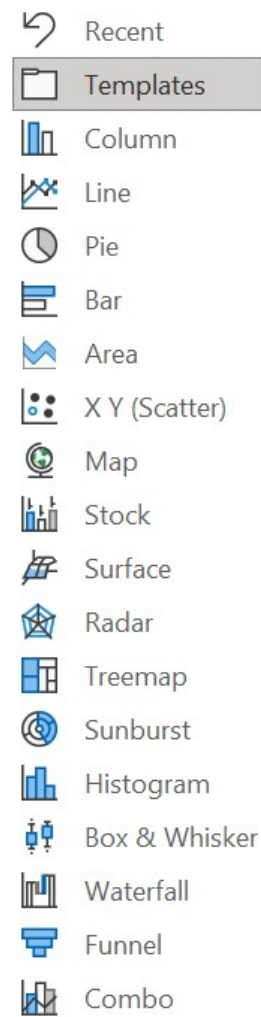 Recent
Templates
Column
Line
Pie
Bar
Area
X Y (Scatter)
Map
Stock
Surface
Radar
Treemap
Sunburst
Histogram
Box & Whisker
Waterfall
Funnel
Combo